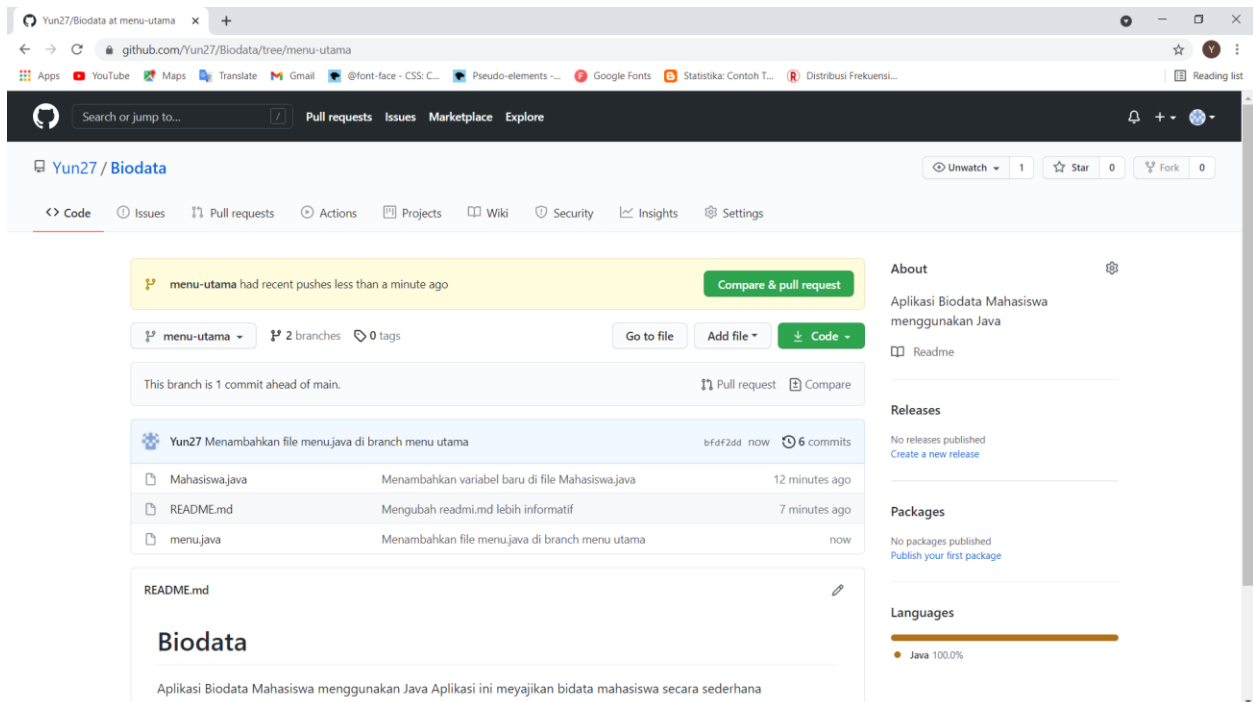 Yun27/Biodata at menu-utama
github.com/Yun27/Biodata/tree/menu-utama
Y
Apps YouTube Maps Translate Gmail @font-face - CSS: C... Pseudo-elements -... Google Fonts Statistika: Contoh T... Distribusi Frekuensi... Reading list
Search or jump to... / Pull requests Issues Marketplace Explore
Yun27 / Biodata
Unwatch 1 Star 0 Fork 0
Code Issues Pull requests Actions Projects Wiki Security Insights Settings
menu-utama had recent pushes less than a minute ago Compare & pull request
menu-utama 2 branches 0 tags Go to file Add file Code
This branch is 1 commit ahead of main. Pull request Compare
Yun27 Menambahkan file menu.java di branch menu utama bfdf2dd now 6 commits
Mahasiswa.java Menambahkan variabel baru di file Mahasiswa.java 12 minutes ago
README.md Mengubah readmi.md lebih informatif 7 minutes ago
menu.java Menambahkan file menu.java di branch menu utama now
README.md
Biodata
Aplikasi Biodata Mahasiswa menggunakan Java Aplikasi ini meyajikan bidata mahasiswa secara sederhana
About
Aplikasi Biodata Mahasiswa
menggunakan Java
Readme
Releases
No releases published
Create a new release
Packages
No packages published
Publish your first package
Languages
Java 100.0%